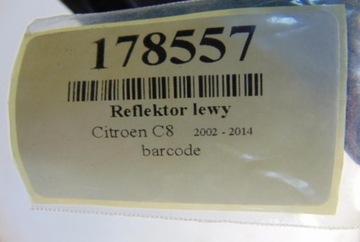 178557
Reflektor lewy
Citroen C8 2002 - 2014
barcode